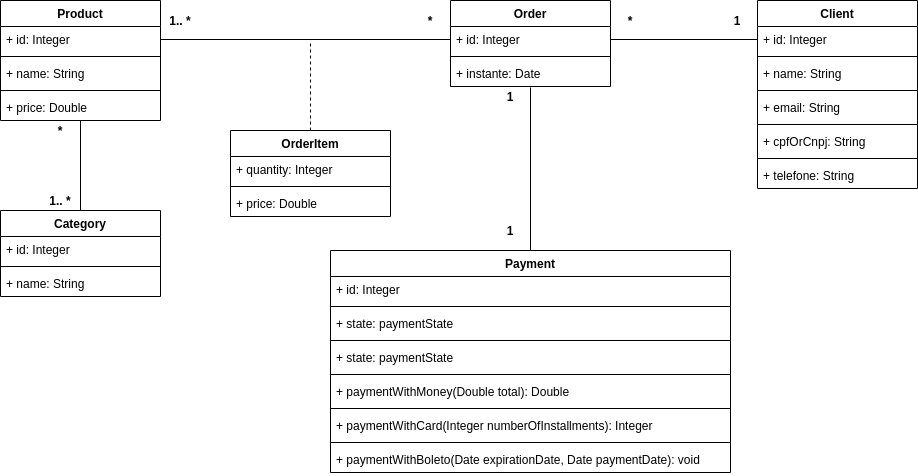 Product
+ id: Integer
+ name: String
+ price: Double
1.. *
*
Order
+ id: Integer
+ instante: Date
*
1
Client
+ id: Integer
+ name: String
+ email: String
+ cpfOrCnpj: String
+ telefone: String
*
1.. *
Category
+ id: Integer
+ name: String
OrderItem
+ quantity: Integer
+ price: Double
1
1
Payment
+ id: Integer
+ state: paymentState
+ state: paymentState
+ paymentWithMoney(Double total): Double
+ paymentWithCard(Integer numberOfInstallments): Integer
+ paymentWithBoleto(Date expirationDate, Date paymentDate): void